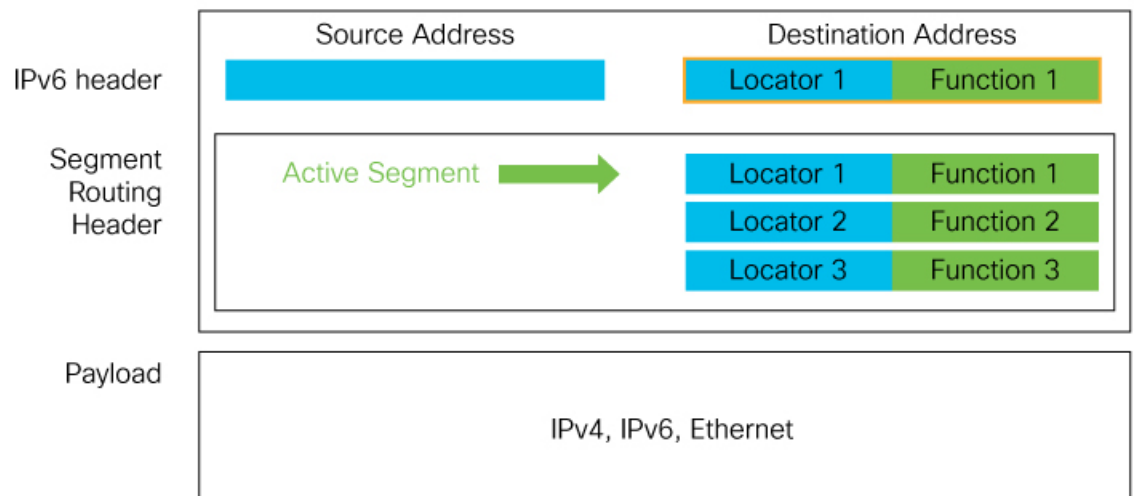 Source Address
Destination Address
IPv6 header
Locator 1
Function 1
Segment
Routing
Header
Active Segment
Locator 1
Function 1
Locator 2
Function 2
Locator 3
Function 3
Payload
IPv4, IPv6, Ethernet